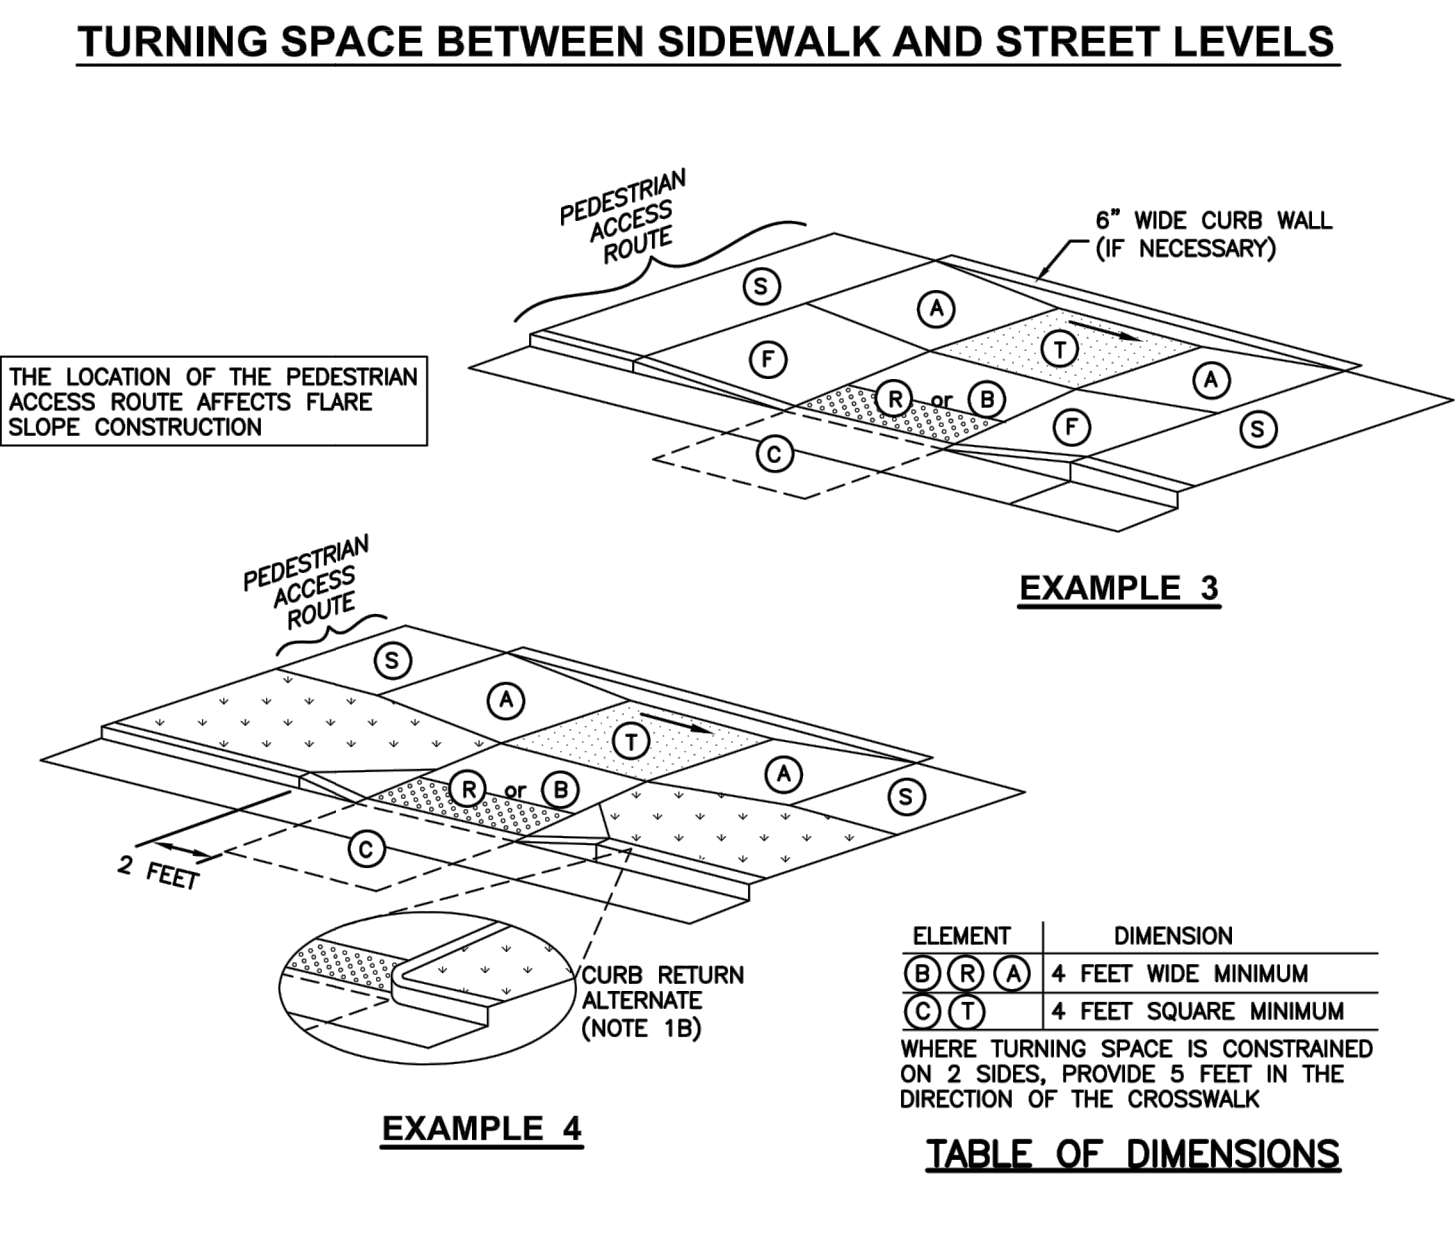 TURNING SPACE BETWEEN SIDEWALK AND STREET LEVELS
PEDESTRIAN
ACCESS
ROUTE
6” WIDE CURB WALL
(IF NECESSARY)
S
A
T
F
A
R or B
F
S
C
THE LOCATION OF THE PEDESTRIAN
ACCESS ROUTE AFFECTS FLARE
SLOPE CONSTRUCTION
EXAMPLE 3
PEDESTRIAN
ACCESS
ROUTE
S
A
T
A
R or B
S
C
2 FEET
CURB RETURN
ALTERNATE
(NOTE 1B)
EXAMPLE 4
ELEMENT DIMENSION
B R A 4 FEET WIDE MINIMUM
C T 4 FEET SQUARE MINIMUM
WHERE TURNING SPACE IS CONSTRAINED
ON 2 SIDES, PROVIDE 5 FEET IN THE
DIRECTION OF THE CROSSWALK
TABLE OF DIMENSIONS